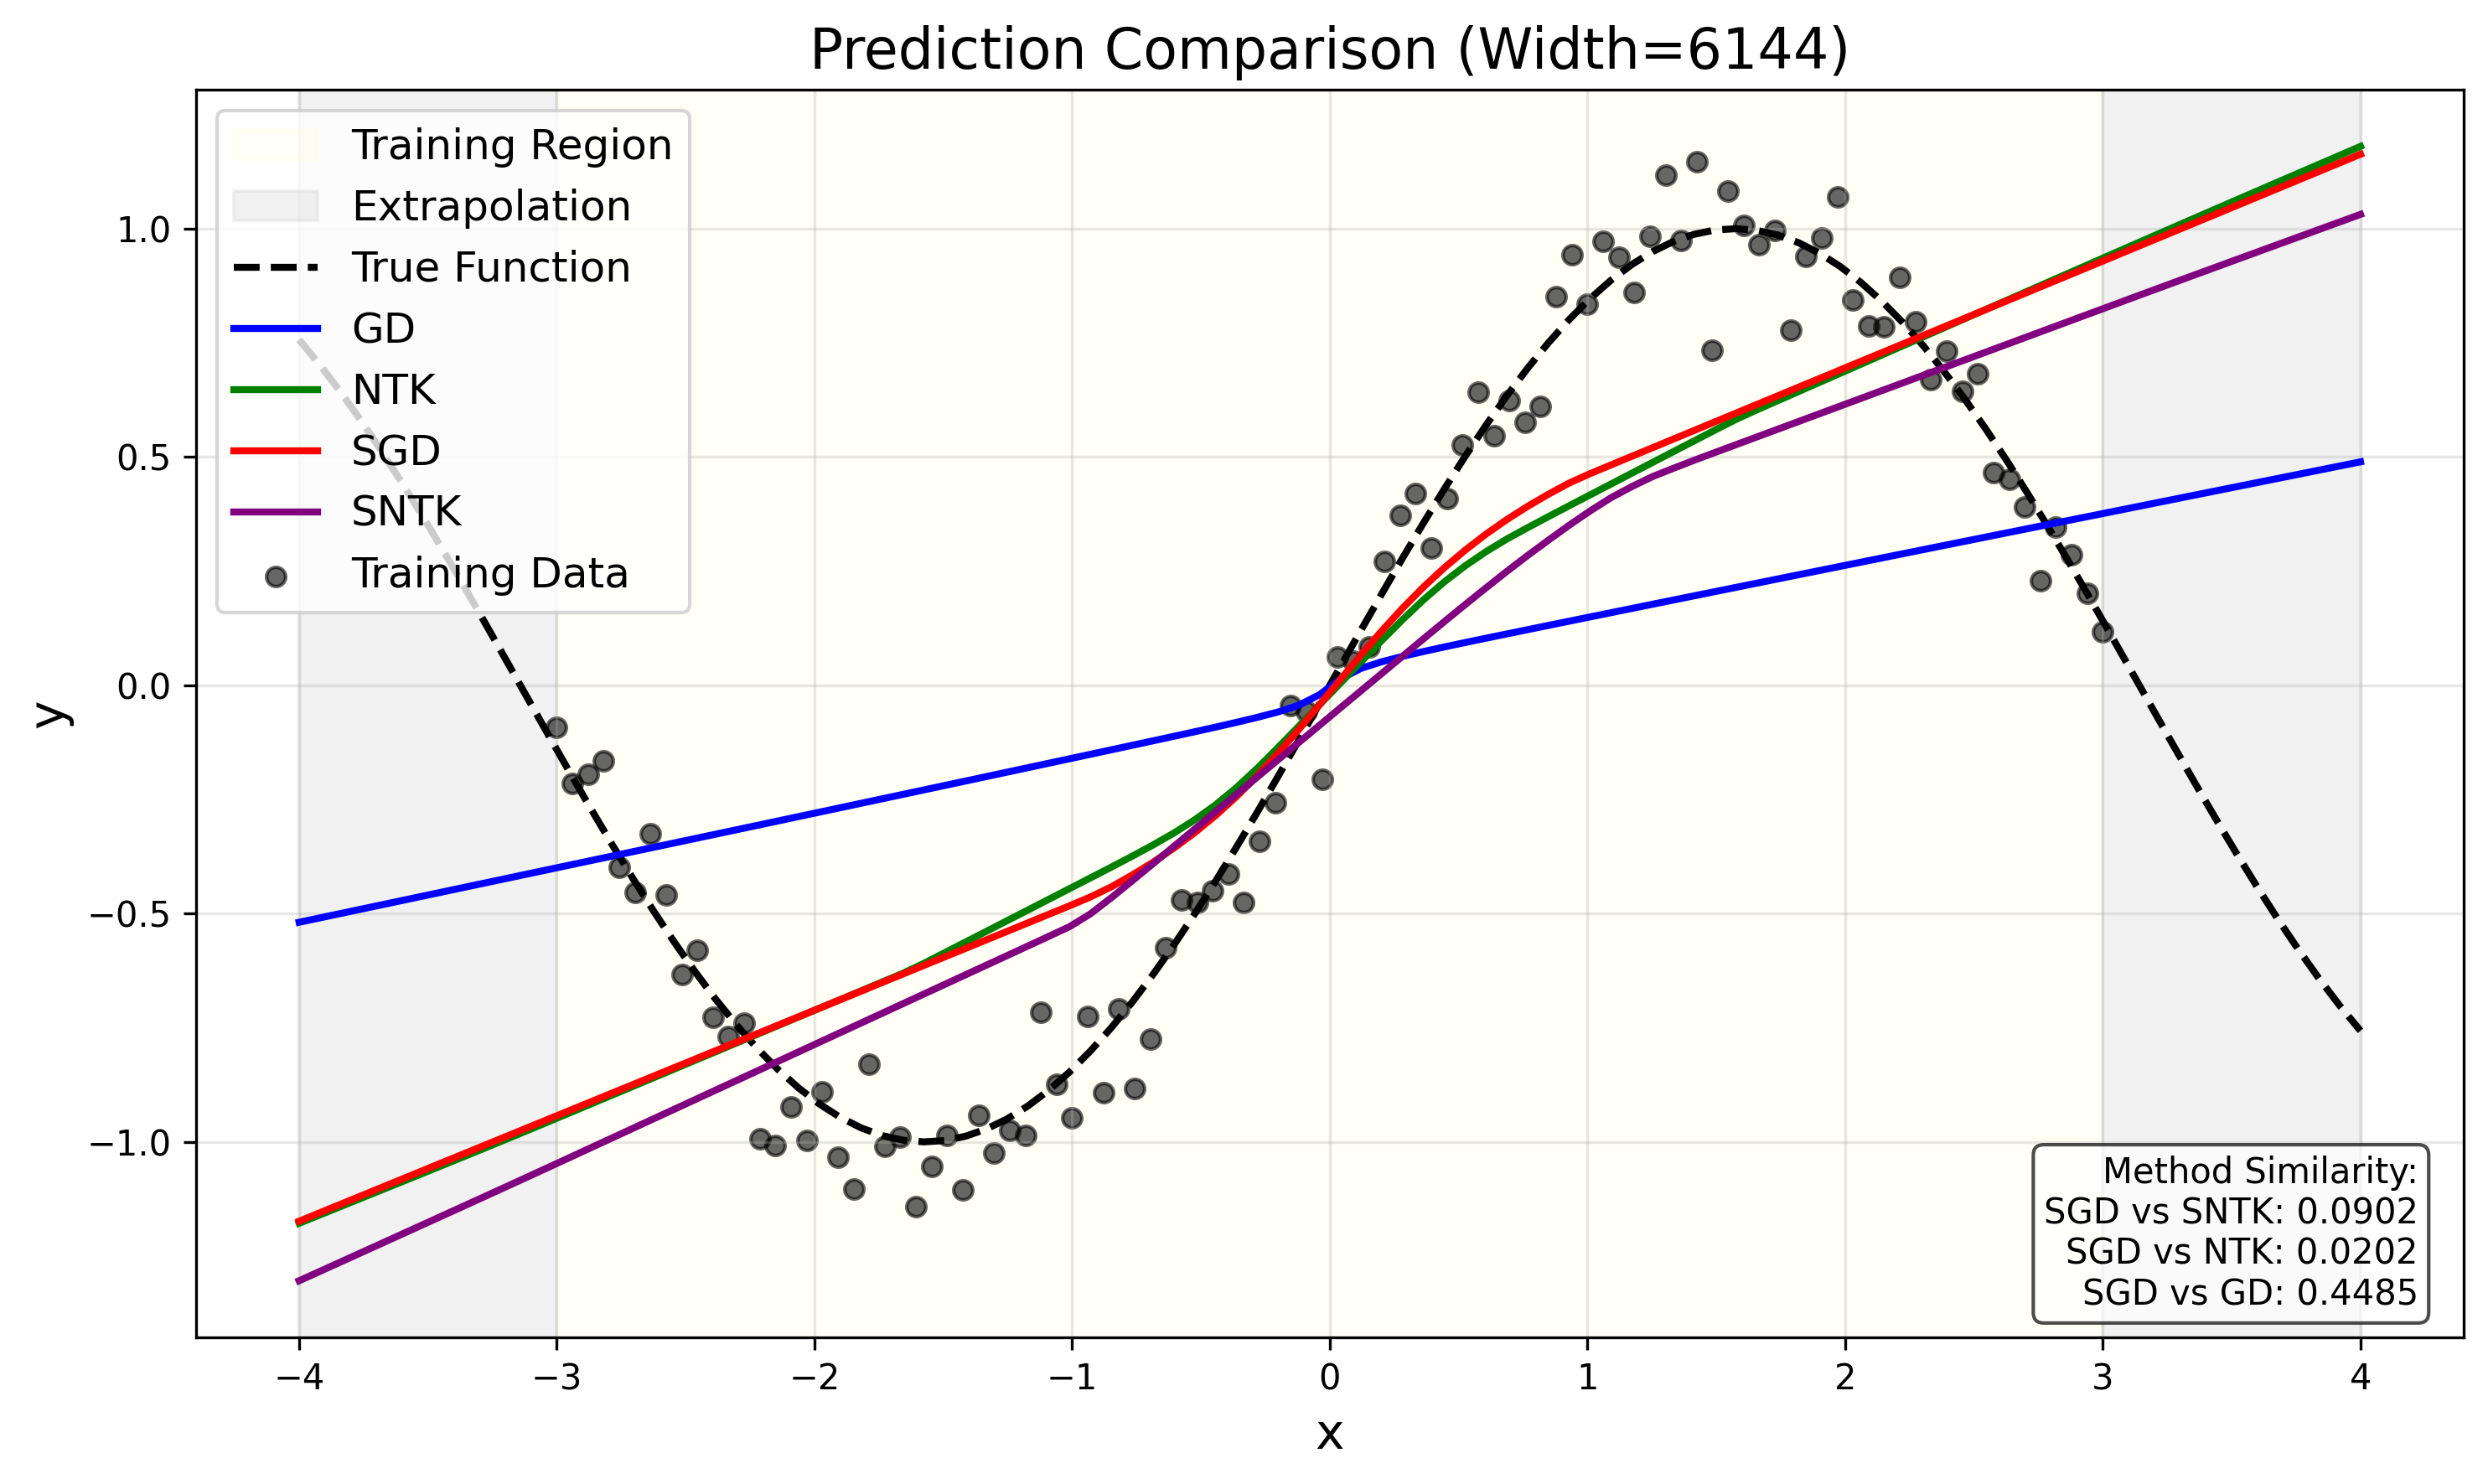 Prediction Comparison (Width=6144)
Training Region
Extrapolation
True Function
GD
NTK
SGD
SNTK
Training Data
1.0
0.5
0.0
−0.5
−1.0
y
Method Similarity:
SGD vs SNTK: 0.0902
SGD vs NTK: 0.0202
SGD vs GD: 0.4485
−4 −3 −2 −1 0 1 2 3 4
x